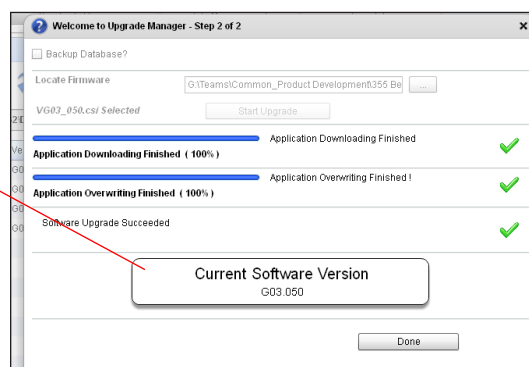 Welcome to Upgrade Manager - Step 2 of 2
Backup Database?
Locate Firmware G:\Teams\Common_Product Development\355 Be ...
VG03_050.csi Selected Start Upgrade
Application Downloading Finished
Application Downloading Finished ( 100% )
Application Overwriting Finished !
Application Overwriting Finished ( 100% )
Software Upgrade Succeeded
Current Software Version
G03.050
Done